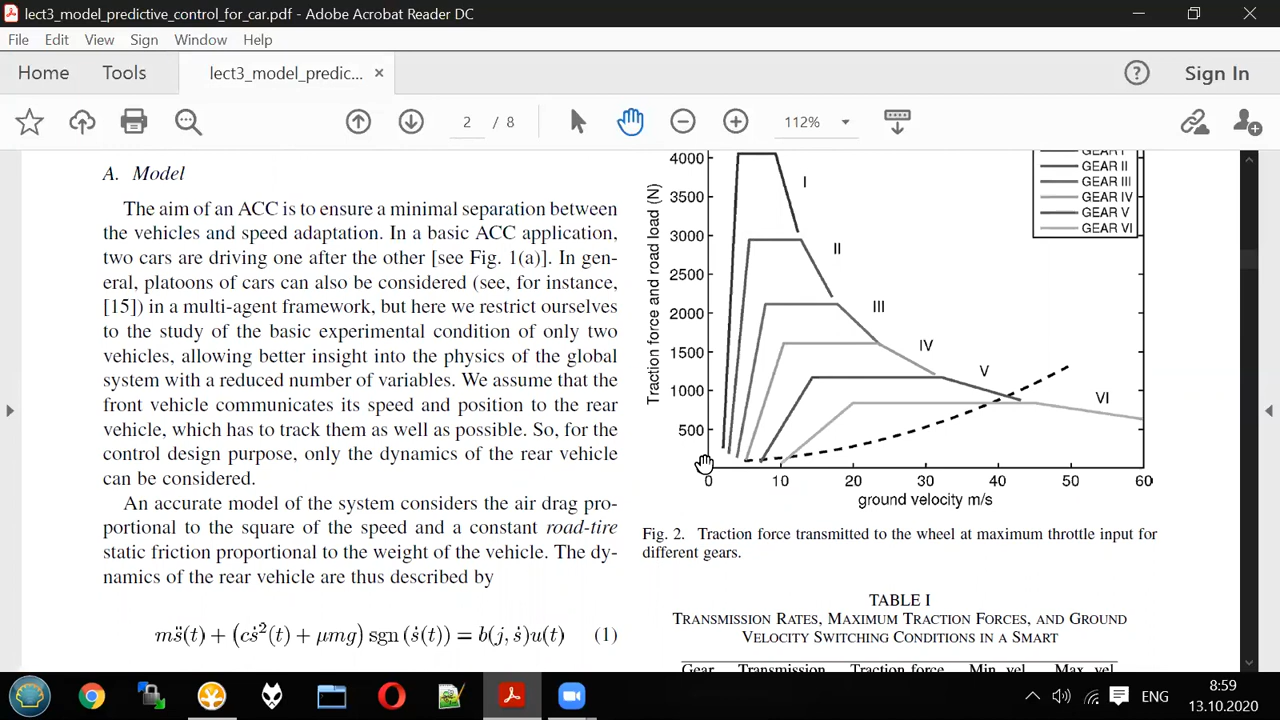 lect3_model_predictive_control_for_car.pdf - Adobe Acrobat Reader DC
File Edit View Sign Window Help
Home Tools lect3_model_predic... × Sign In
2 / 8 112%
A. Model
The aim of an ACC is to ensure a minimal separation between
the vehicles and speed adaptation. In a basic ACC application,
two cars are driving one after the other [see Fig. 1(a)]. In gen-
eral, platoons of cars can also be considered (see, for instance,
[15]) in a multi-agent framework, but here we restrict ourselves
to the study of the basic experimental condition of only two
vehicles, allowing better insight into the physics of the global
system with a reduced number of variables. We assume that the
front vehicle communicates its speed and position to the rear
vehicle, which has to track them as well as possible. So, for the
control design purpose, only the dynamics of the rear vehicle
can be considered.
An accurate model of the system considers the air drag pro-
portional to the square of the speed and a constant road-tire
static friction proportional to the weight of the vehicle. The dy-
namics of the rear vehicle are thus described by
ms̈(t) + (cṡ²(t) + μmg) sgn (ṡ(t)) = b(j, ṡ)u(t) (1)
Traction force and road load (N)
4000
3500
3000
2500
2000
1500
1000
500
GEAR I
GEAR II
GEAR III
GEAR IV
GEAR V
GEAR VI
I
II
III
IV
V
VI
0 10 20 30 40 50 60
ground velocity m/s
Fig. 2. Traction force transmitted to the wheel at maximum throttle input for
different gears.
TABLE I
TRANSMISSION RATES, MAXIMUM TRACTION FORCES, AND GROUND
VELOCITY SWITCHING CONDITIONS IN A SMART
Gear Transmission Traction force Min vel Max vel
ENG
8:59
13.10.2020